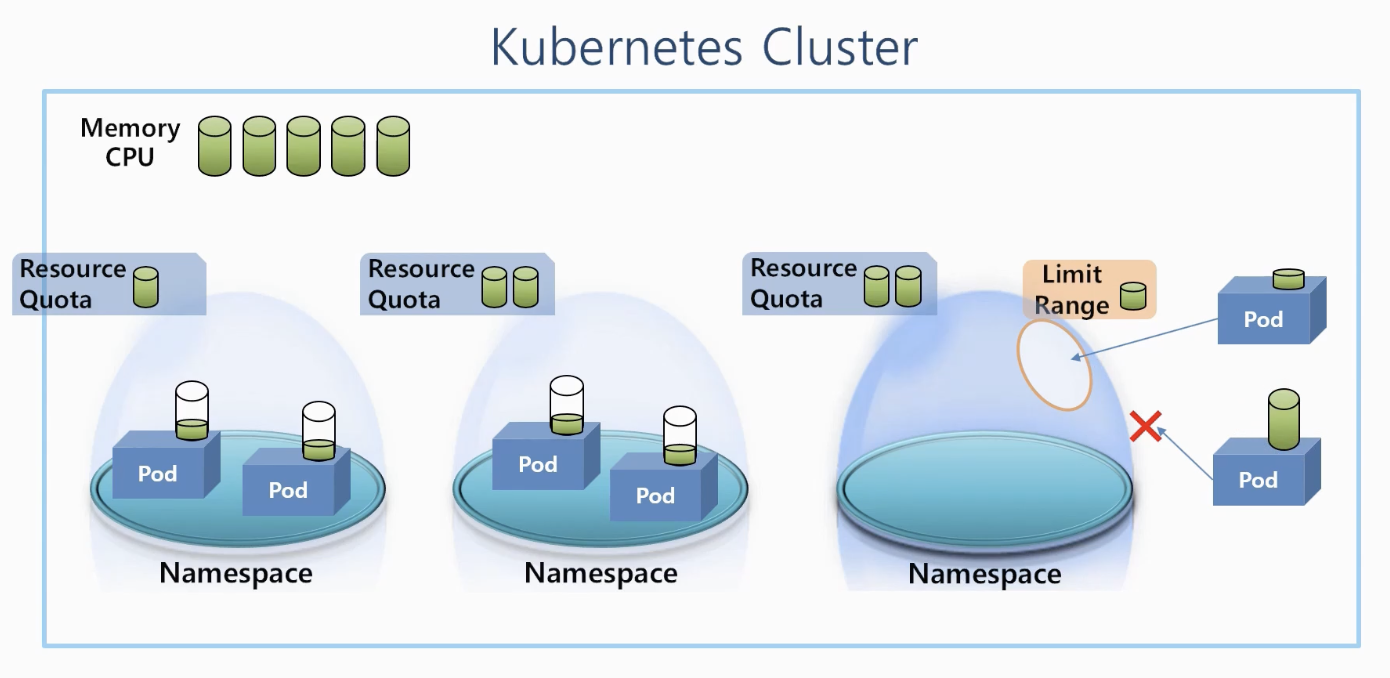 Kubernetes Cluster
Memory
CPU
Resource
Quota
Resource
Quota
Resource
Quota
Limit
Range
Pod
Pod
Pod
Pod
Pod
Pod
Namespace
Namespace
Namespace